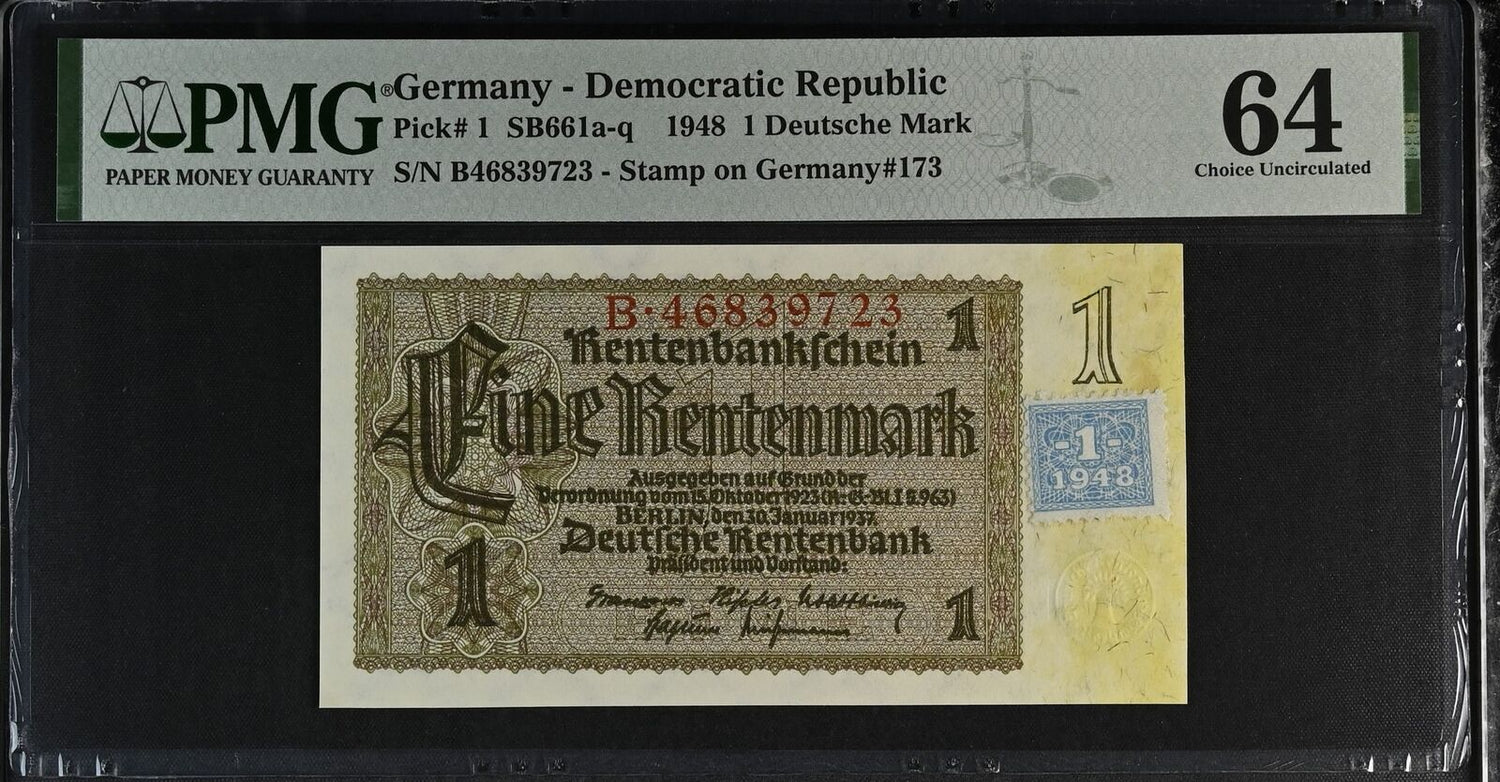 PMG®
PAPER MONEY GUARANTY
Germany - Democratic Republic
Pick# 1 SB661a-q 1948 1 Deutsche Mark
S/N B46839723 - Stamp on Germany#173
64
Choice Uncirculated
B·46839723
1
1
Rentenbankschein
Eine Rentenmark
-1-
1948
Ausgegeben auf Grund der
Verordnung vom 15. Oktober 1923 (R.-G.-Bl. I S. 963)
BERLIN, den 30. Januar 1937
Deutsche Rentenbank
Präsident und Vorstand:
1
1